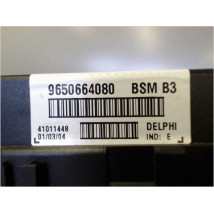 9650664080 BSM B3
41011448 DELPHI
01/03/04 IND: E